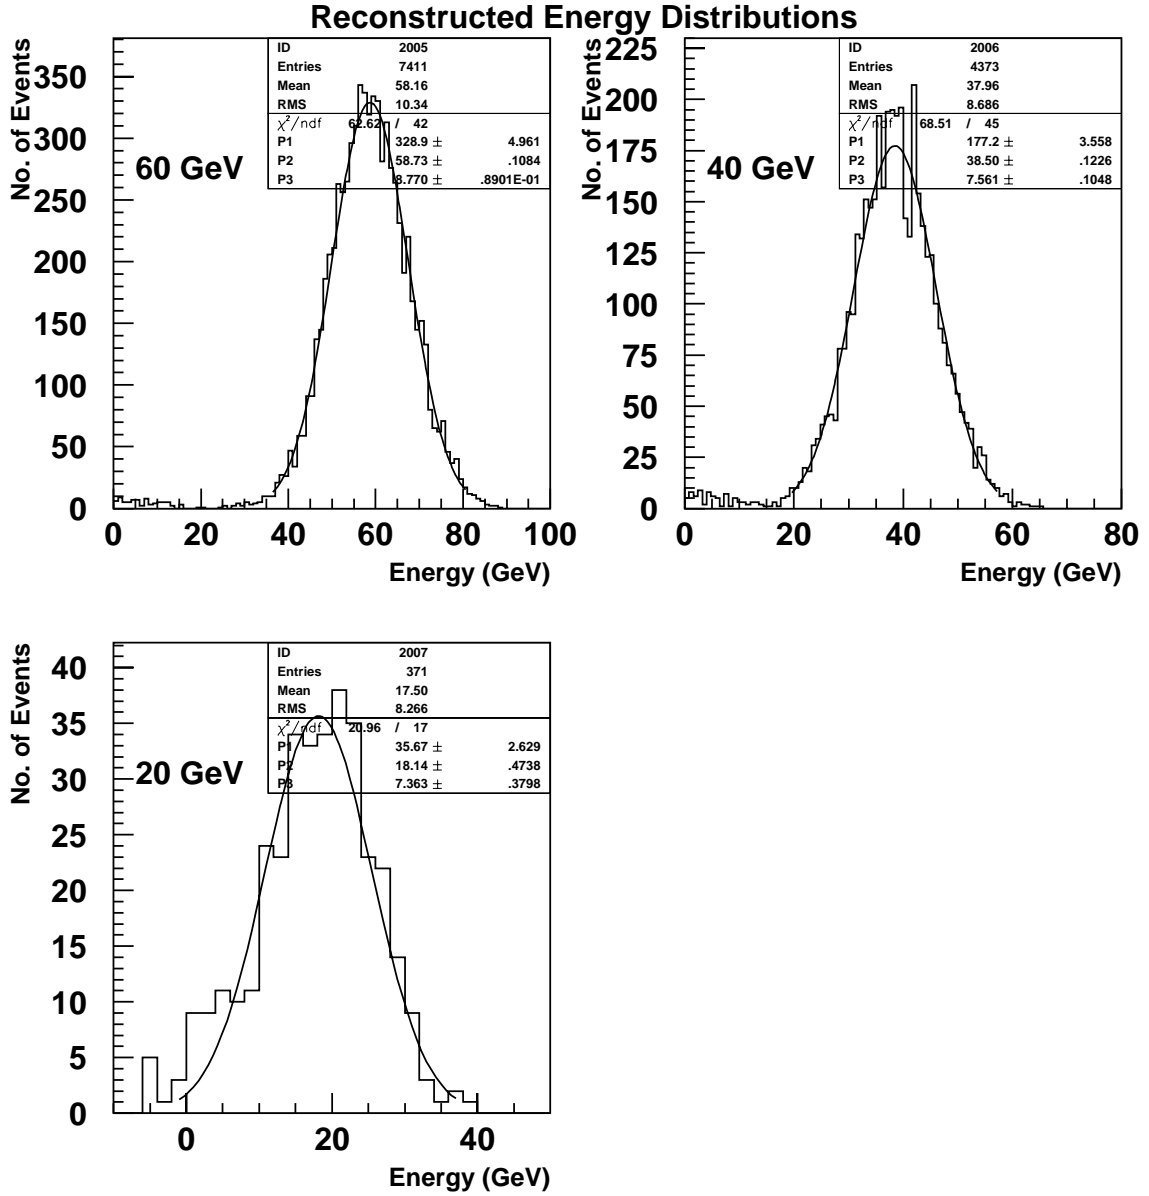 Reconstructed Energy Distributions
ID 2005
Entries 7411
Mean 58.16
RMS 10.34
χ²/ndf 62.62 / 42
P1 328.9 ± 4.961
P2 58.73 ± .1084
P3 8.770 ± .8901E-01
60 GeV
No. of Events
350
300
250
200
150
100
50
0
0 20 40 60 80 100
Energy (GeV)
ID 2006
Entries 4373
Mean 37.96
RMS 8.686
χ²/ndf 68.51 / 45
P1 177.2 ± 3.558
P2 38.50 ± .1226
P3 7.561 ± .1048
40 GeV
No. of Events
225
200
175
150
125
100
75
50
25
0
0 20 40 60 80
Energy (GeV)
ID 2007
Entries 371
Mean 17.50
RMS 8.266
χ²/ndf 20.96 / 17
P1 35.67 ± 2.629
P2 18.14 ± .4738
P3 7.363 ± .3798
20 GeV
No. of Events
40
35
30
25
20
15
10
5
0
0 20 40
Energy (GeV)